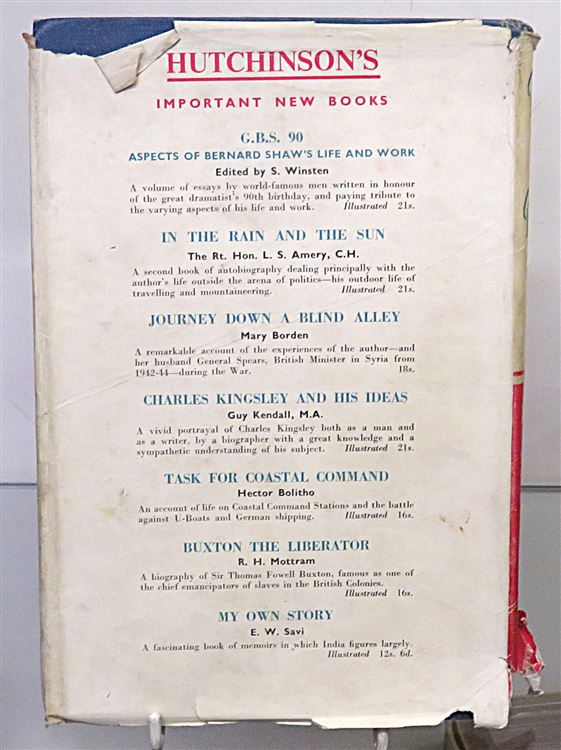 HUTCHINSON'S
IMPORTANT NEW BOOKS
G.B.S. 90
ASPECTS OF BERNARD SHAW'S LIFE AND WORK
Edited by S. Winsten
A volume of essays by world-famous men written in honour
of the great dramatist's 90th birthday, and paying tribute to
the varying aspects of his life and work. Illustrated 21s.
IN THE RAIN AND THE SUN
The Rt. Hon. L. S. Amery, C.H.
A second book of autobiography dealing principally with the
author's life outside the arena of politics—his outdoor life of
travelling and mountaineering. Illustrated 21s.
JOURNEY DOWN A BLIND ALLEY
Mary Borden
A remarkable account of the experiences of the author—and
her husband General Spears, British Minister in Syria from
1942-44—during the War. 18s.
CHARLES KINGSLEY AND HIS IDEAS
Guy Kendall, M.A.
A vivid portrayal of Charles Kingsley both as a man and
as a writer, by a biographer with a great knowledge and a
sympathetic understanding of his subject. Illustrated 21s.
TASK FOR COASTAL COMMAND
Hector Bolitho
An account of life on Coastal Command Stations and the battle
against U-Boats and German shipping. Illustrated 16s.
BUXTON THE LIBERATOR
R. H. Mottram
A biography of Sir Thomas Fowell Buxton, famous as one of
the chief emancipators of slaves in the British Colonies.
Illustrated 16s.
MY OWN STORY
E. W. Savi
A fascinating book of memoirs in which India figures largely.
Illustrated 12s. 6d.